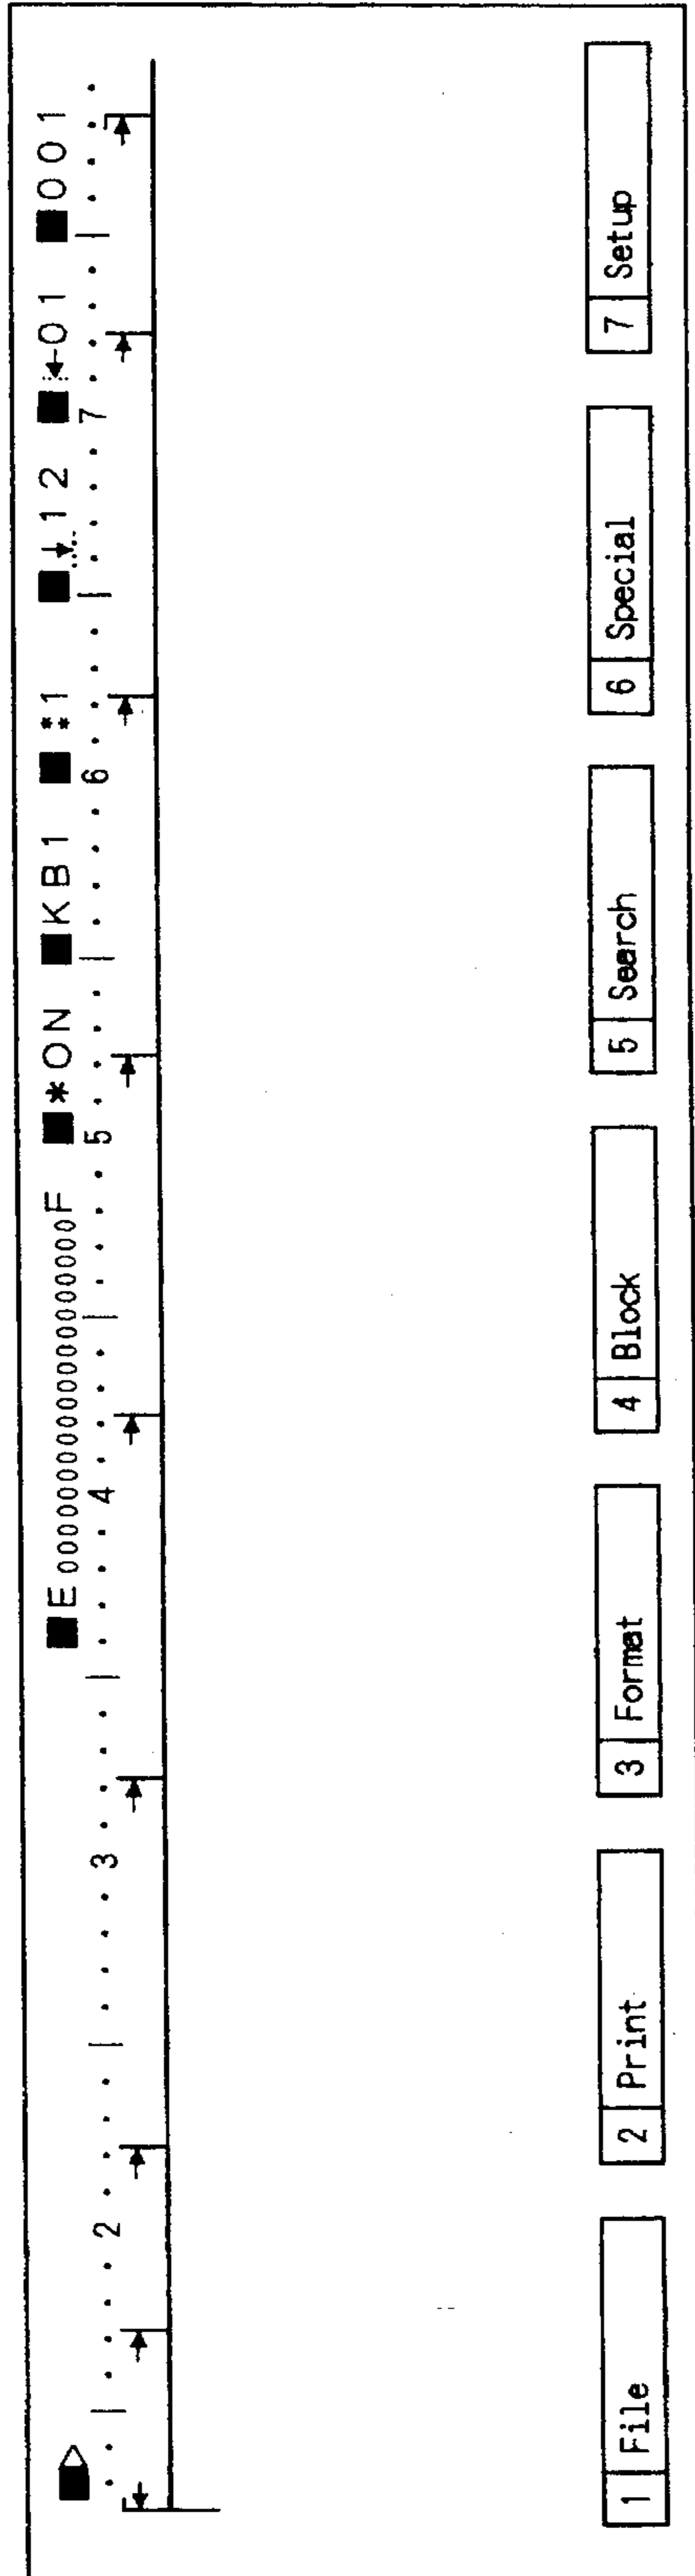 ■▷ ■E00000000000000000000F ■*ON ■KB1 ■⁑1 ■↓12 ■←01 ■001
. . | . . . . 2 . . . . | . . . . 3 . . . . | . . . . 4 . . . . | . . . . 5 . . . . | . . . . 6 . . . . | . . . . 7 . . . . | . . . .
1 File 2 Print 3 Format 4 Block 5 Search 6 Special 7 Setup